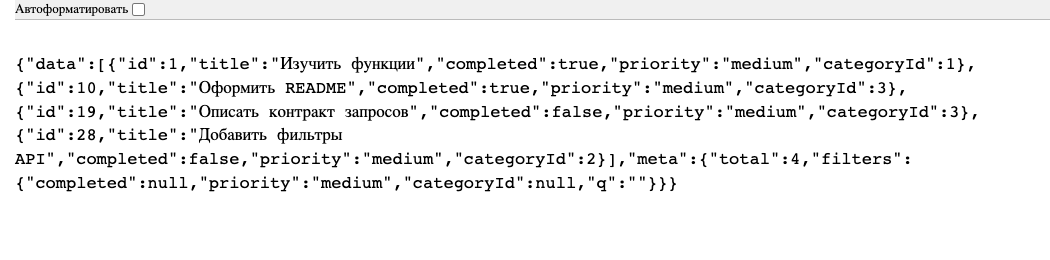 Автоформатировать
{"data":[{"id":1,"title":"Изучить функции","completed":true,"priority":"medium","categoryId":1},
{"id":10,"title":"Оформить README","completed":true,"priority":"medium","categoryId":3},
{"id":19,"title":"Описать контракт запросов","completed":false,"priority":"medium","categoryId":3},
{"id":28,"title":"Добавить фильтры
API","completed":false,"priority":"medium","categoryId":2}],"meta":{"total":4,"filters":
{"completed":null,"priority":"medium","categoryId":null,"q":""}}}